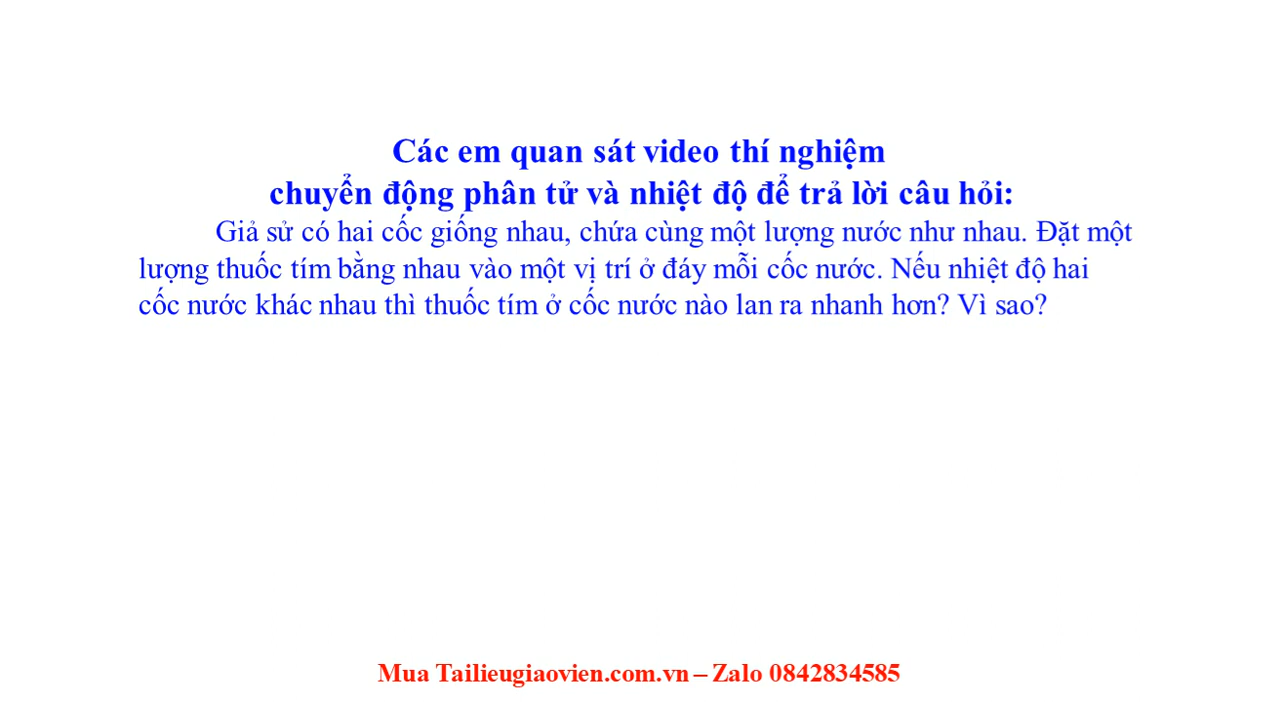 Các em quan sát video thí nghiệm
chuyển động phân tử và nhiệt độ để trả lời câu hỏi:
Giả sử có hai cốc giống nhau, chứa cùng một lượng nước như nhau. Đặt một
lượng thuốc tím bằng nhau vào một vị trí ở đáy mỗi cốc nước. Nếu nhiệt độ hai
cốc nước khác nhau thì thuốc tím ở cốc nước nào lan ra nhanh hơn? Vì sao?
Mua Tailieugiaovien.com.vn – Zalo 0842834585